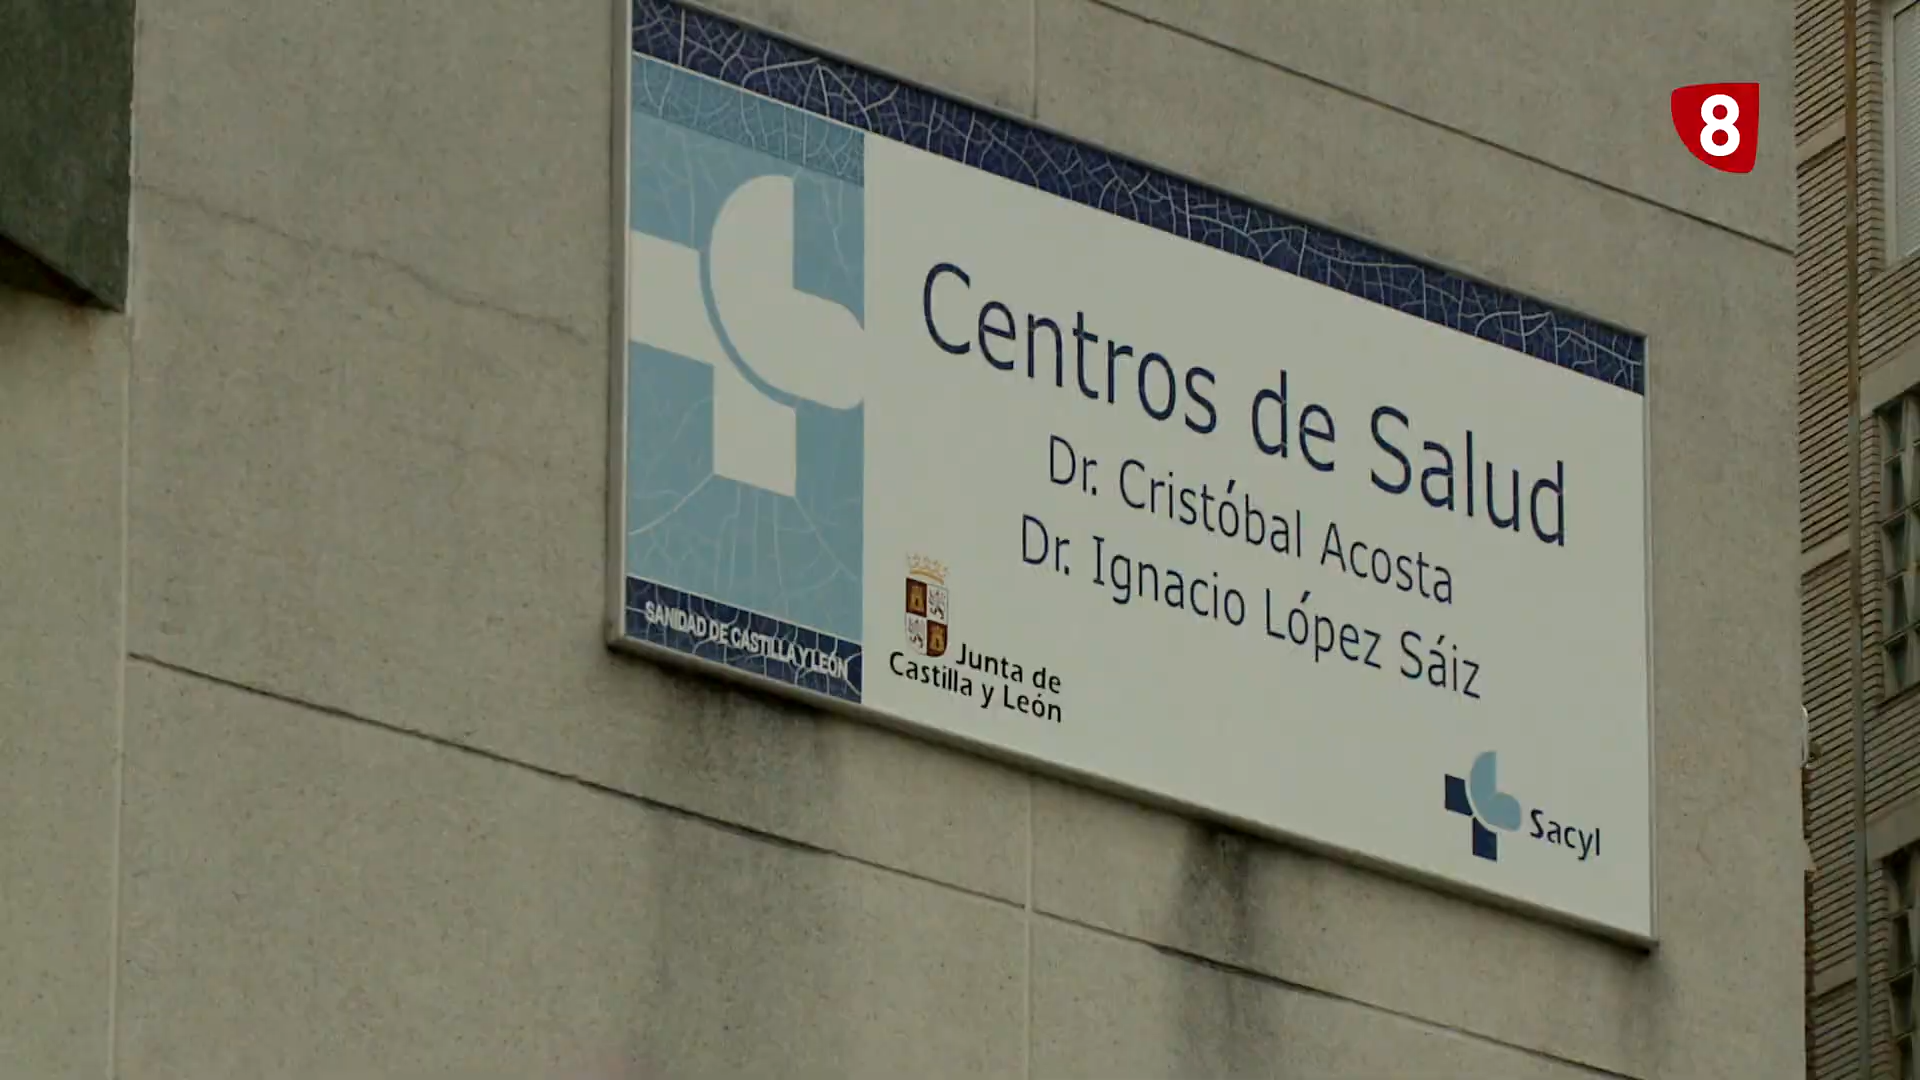 8
Centros de Salud
Dr. Cristóbal Acosta
Dr. Ignacio López Sáiz
SANIDAD DE CASTILLA Y LEÓN
Junta de
Castilla y León
Sacyl